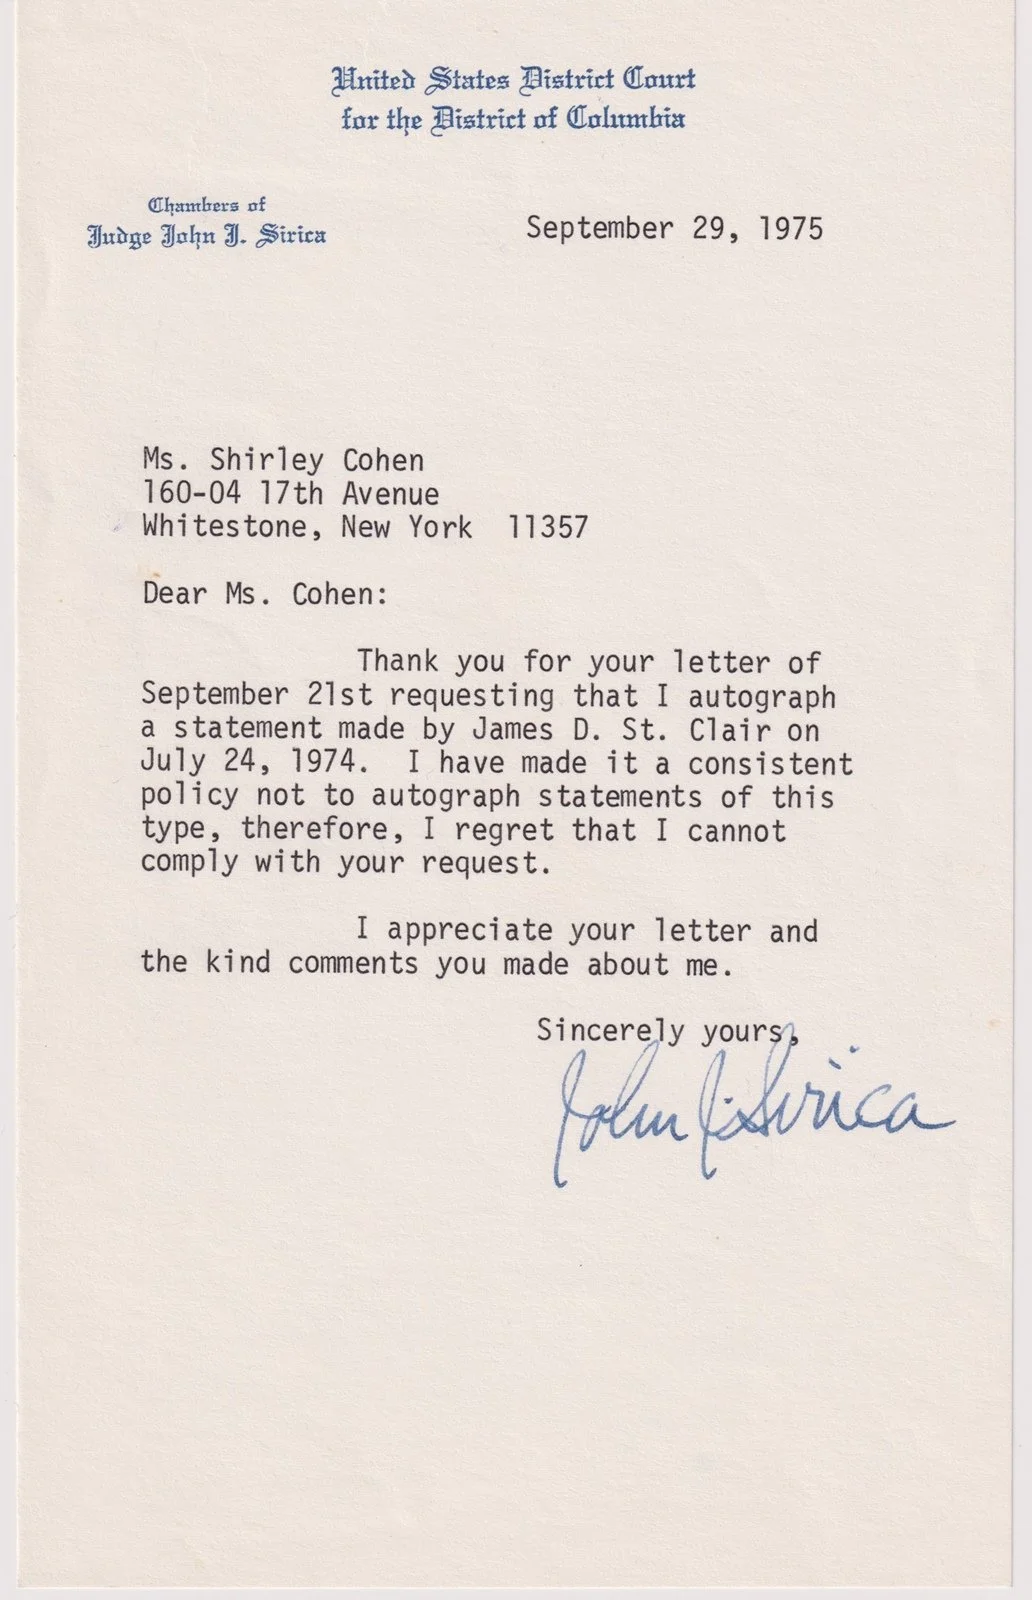 United States District Court
for the District of Columbia
Chambers of
Judge John J. Sirica
September 29, 1975
Ms. Shirley Cohen
160-04 17th Avenue
Whitestone, New York 11357
Dear Ms. Cohen:
Thank you for your letter of
September 21st requesting that I autograph
a statement made by James D. St. Clair on
July 24, 1974. I have made it a consistent
policy not to autograph statements of this
type, therefore, I regret that I cannot
comply with your request.
I appreciate your letter and
the kind comments you made about me.
Sincerely yours,
John J. Sirica